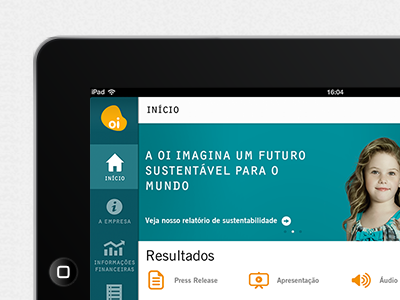 iPad
16:04
oi
INÍCIO
INÍCIO
A EMPRESA
INFORMAÇÕES
FINANCEIRAS
A OI IMAGINA UM FUTURO
SUSTENTÁVEL PARA O
MUNDO
Veja nosso relatório de sustentabilidade
Resultados
Press Release
Apresentação
Áudio